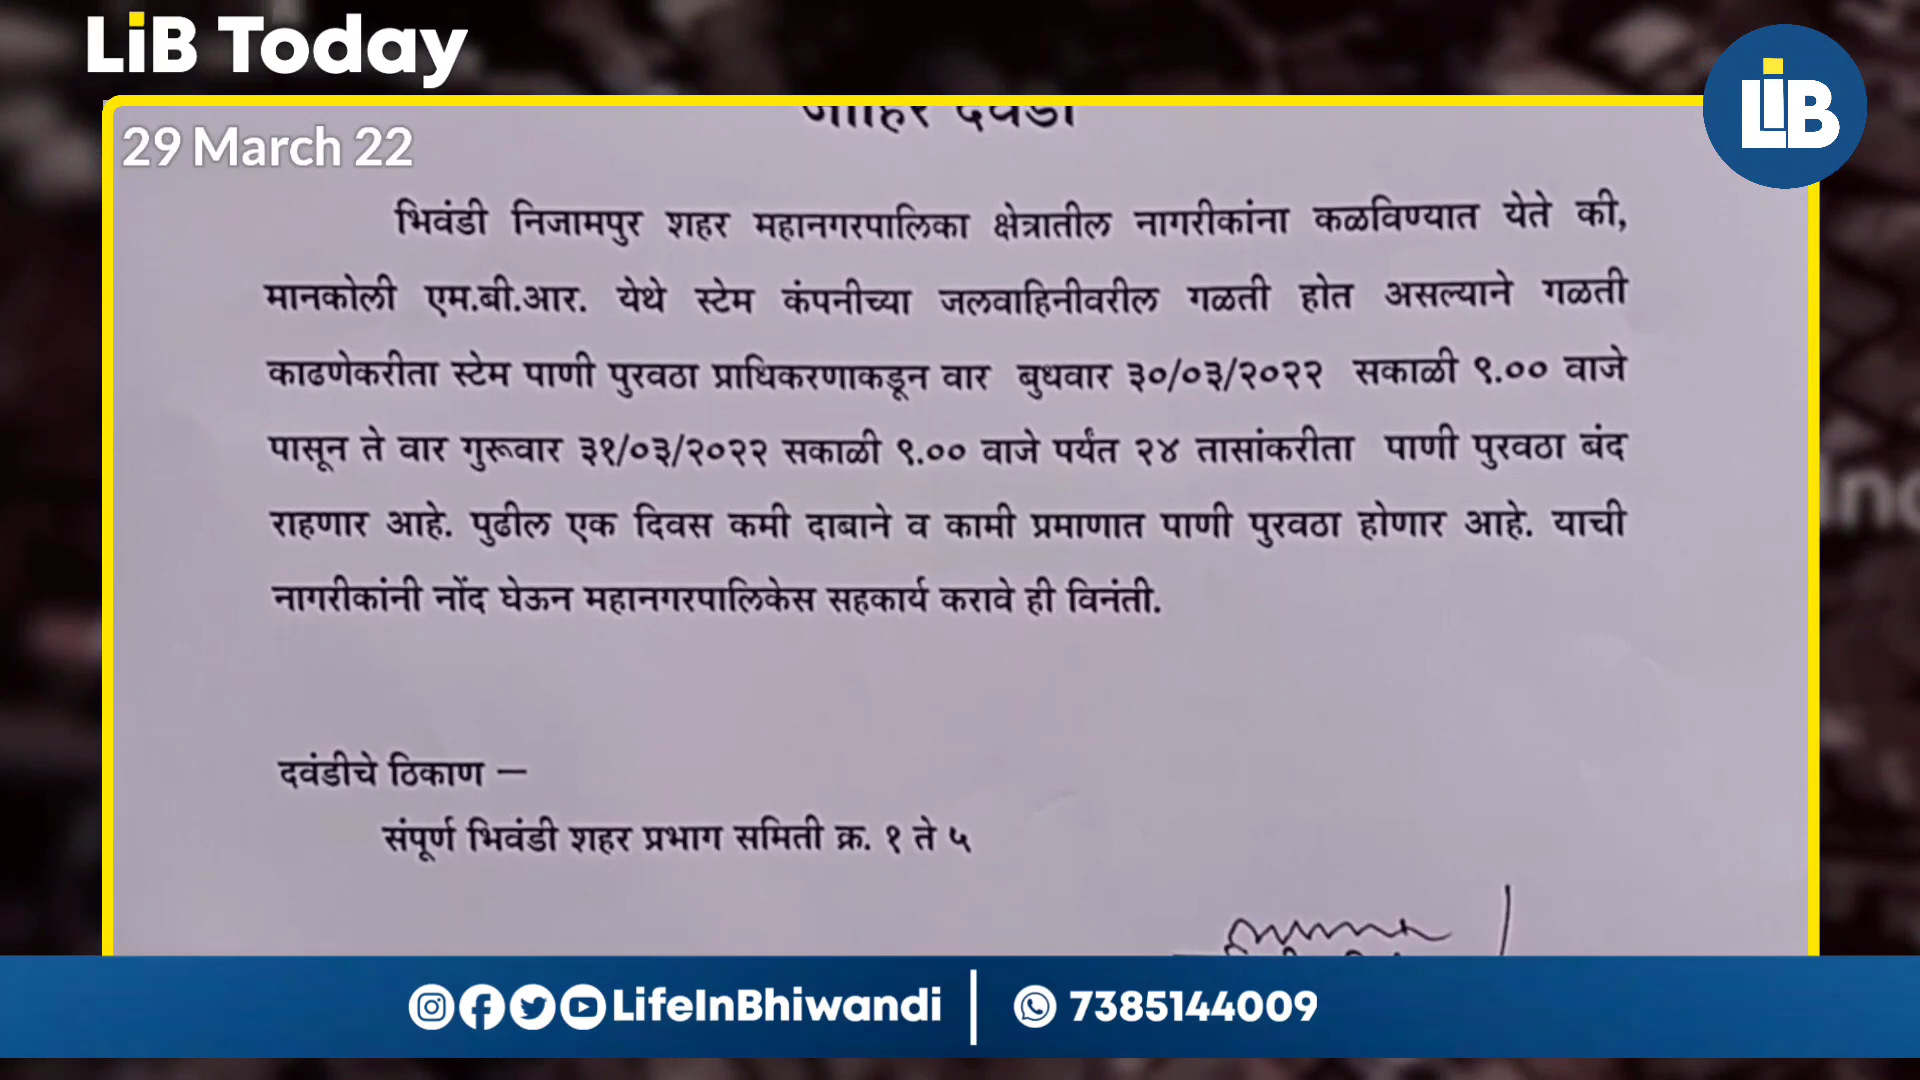 LiB Today
LiB
29 March 22
जाहिर दवंडी
भिवंडी निजामपुर शहर महानगरपालिका क्षेत्रातील नागरीकांना कळविण्यात येते की,
मानकोली एम.बी.आर. येथे स्टेम कंपनीच्या जलवाहिनीवरील गळती होत असल्याने गळती
काढणेकरीता स्टेम पाणी पुरवठा प्राधिकरणाकडून वार बुधवार ३०/०३/२०२२ सकाळी ९.०० वाजे
पासून ते वार गुरूवार ३१/०३/२०२२ सकाळी ९.०० वाजे पर्यंत २४ तासांकरीता पाणी पुरवठा बंद
राहणार आहे. पुढील एक दिवस कमी दाबाने व कामी प्रमाणात पाणी पुरवठा होणार आहे. याची
नागरीकांनी नोंद घेऊन महानगरपालिकेस सहकार्य करावे ही विनंती.
दवंडीचे ठिकाण —
संपूर्ण भिवंडी शहर प्रभाग समिती क्र. १ ते ५
LifeInBhiwandi | 7385144009